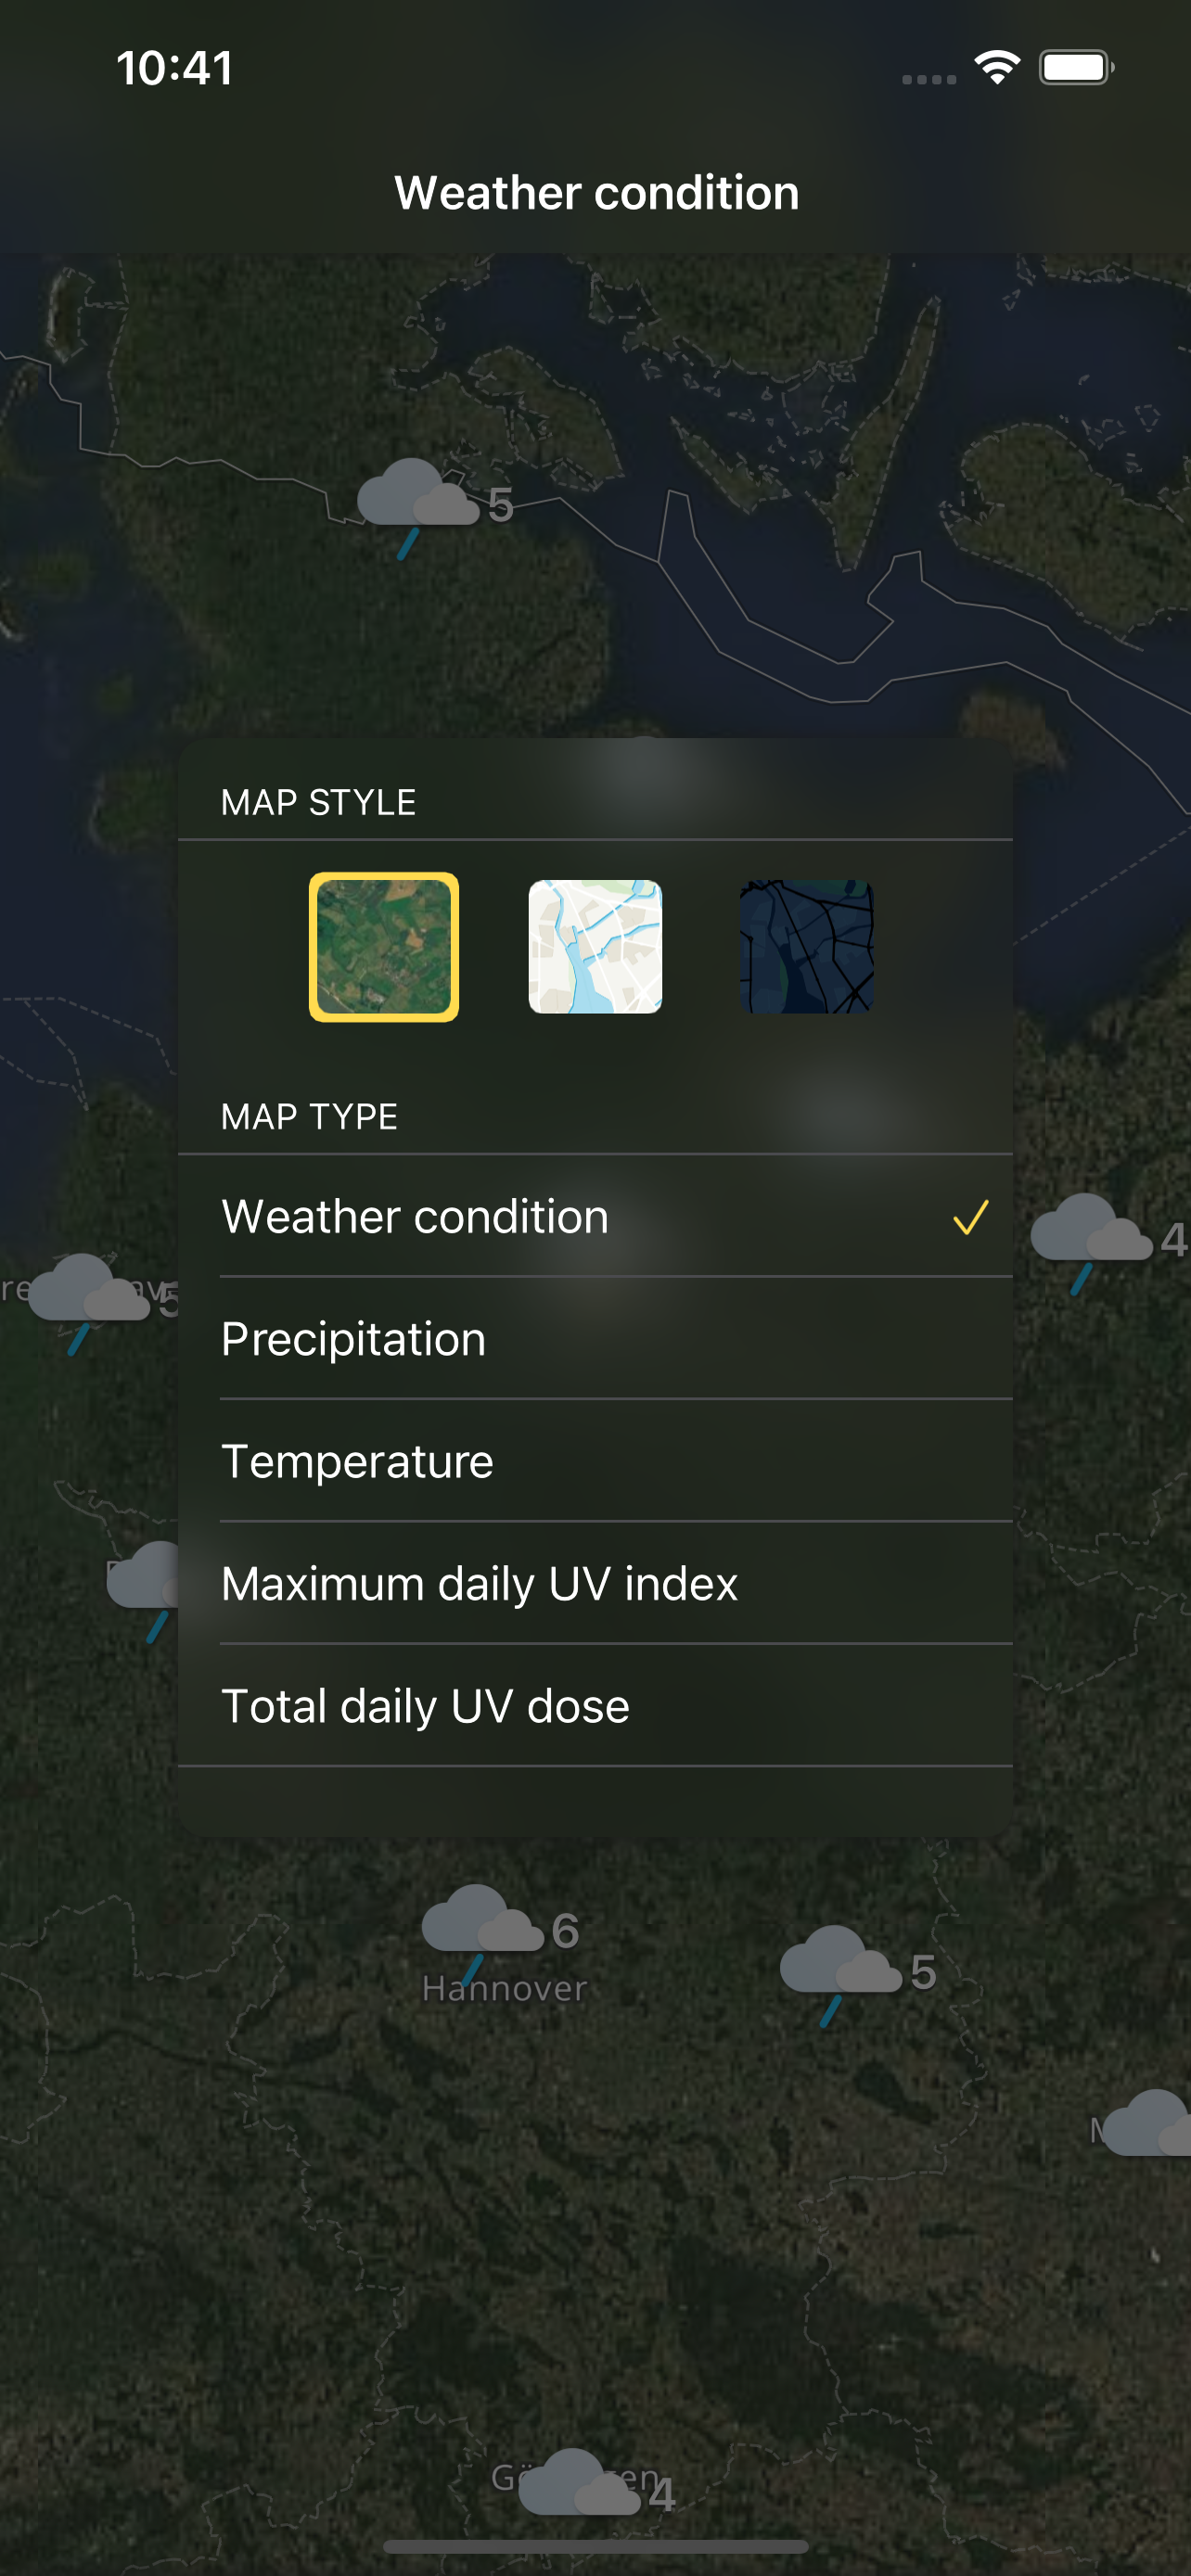 10:41
Weather condition
5
MAP STYLE
MAP TYPE
Weather condition
4
5
Precipitation
Temperature
Maximum daily UV index
Total daily UV dose
6
Hannover
5
4